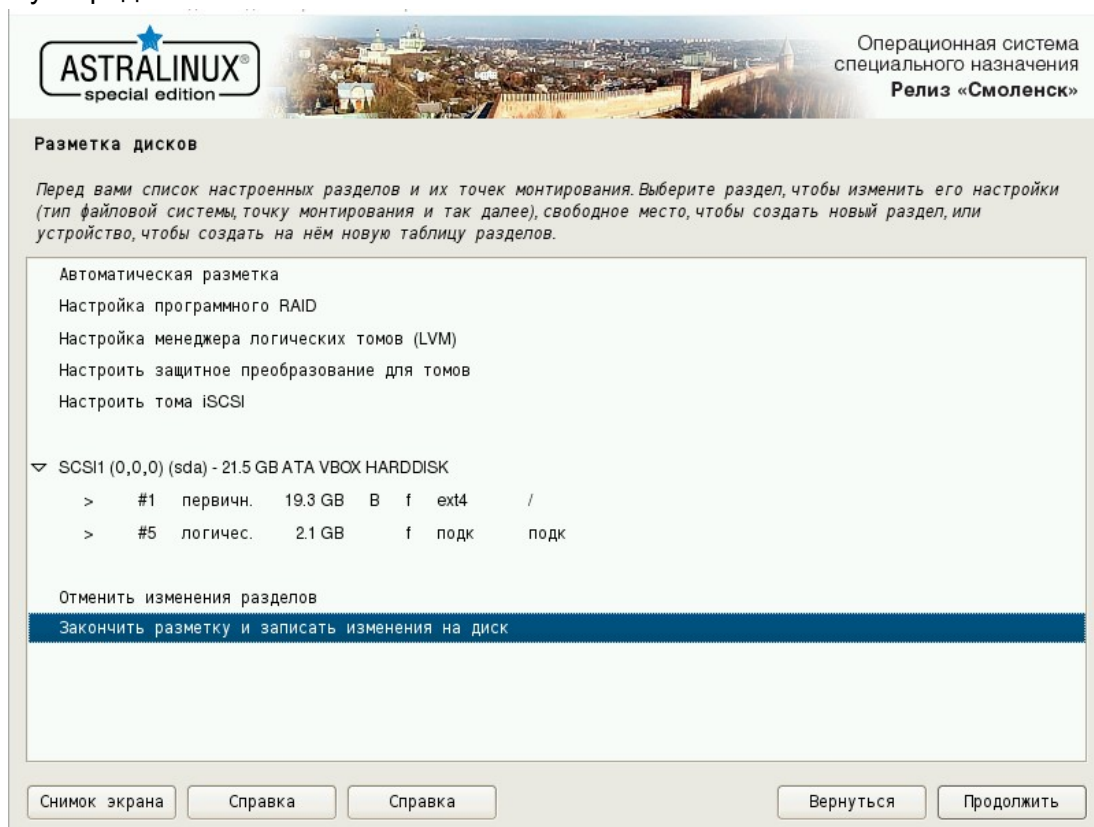 ASTRALINUX®
special edition
Операционная система
специального назначения
Релиз «Смоленск»
Разметка дисков
Перед вами список настроенных разделов и их точек монтирования. Выберите раздел, чтобы изменить его настройки
(тип файловой системы, точку монтирования и так далее), свободное место, чтобы создать новый раздел, или
устройство, чтобы создать на нём новую таблицу разделов.
Автоматическая разметка
Настройка программного RAID
Настройка менеджера логических томов (LVM)
Настроить защитное преобразование для томов
Настроить тома iSCSI
SCSI1 (0,0,0) (sda) - 21.5 GB ATA VBOX HARDDISK
> #1 первичн. 19.3 GB B f ext4 /
> #5 логичес. 2.1 GB f подк подк
Отменить изменения разделов
Закончить разметку и записать изменения на диск
Снимок экрана Справка Справка Вернуться Продолжить